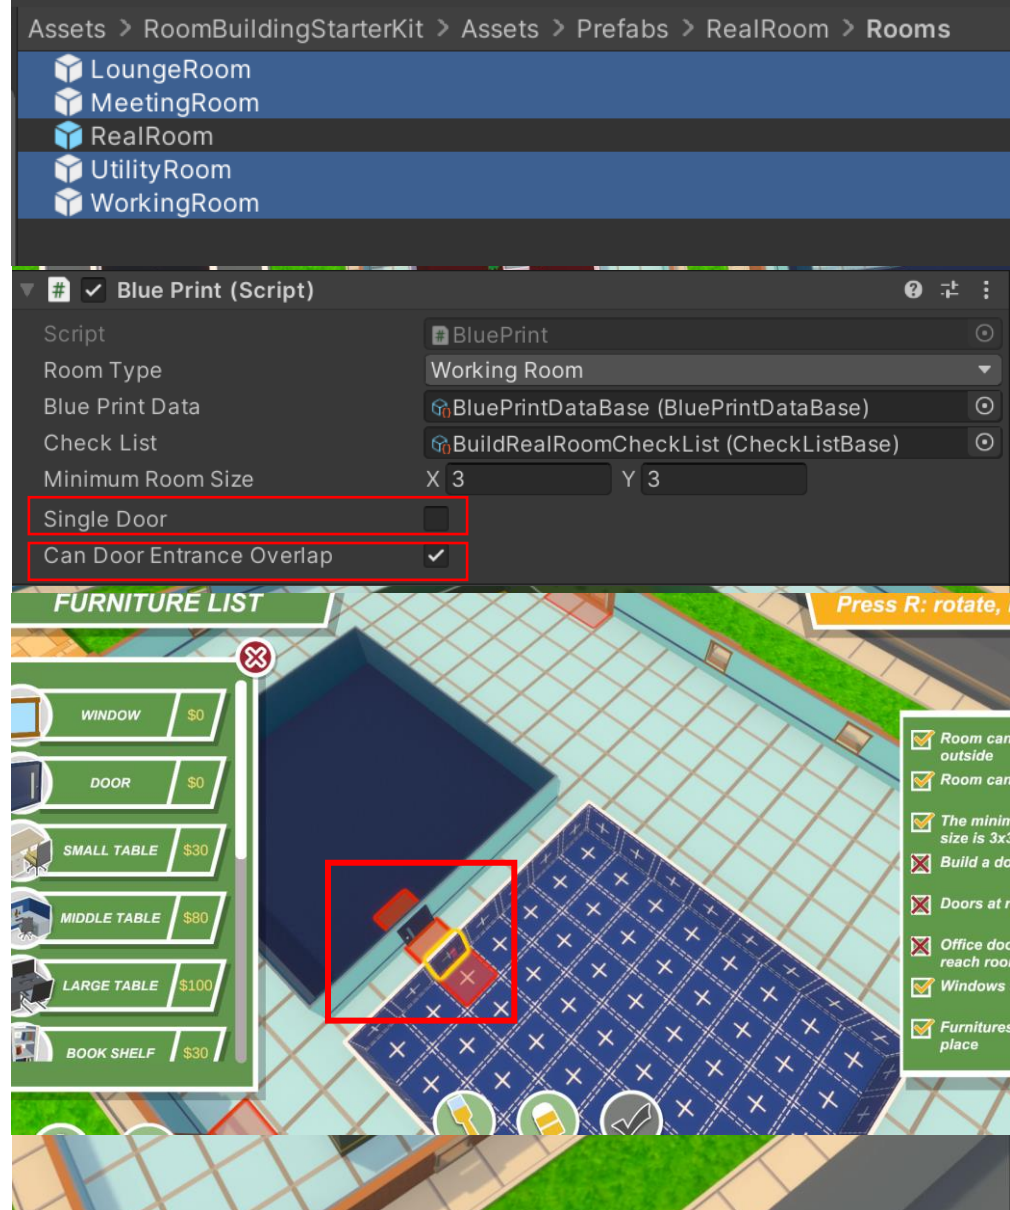 Assets > RoomBuildingStarterKit > Assets > Prefabs > RealRoom > Rooms
LoungeRoom
MeetingRoom
RealRoom
UtilityRoom
WorkingRoom
# Blue Print (Script)
Script # BluePrint
Room Type Working Room
Blue Print Data BluePrintDataBase (BluePrintDataBase)
Check List BuildRealRoomCheckList (CheckListBase)
Minimum Room Size X 3 Y 3
Single Door
Can Door Entrance Overlap
FURNITURE LIST
Press R: rotate,
WINDOW $0
DOOR $0
SMALL TABLE $30
MIDDLE TABLE $80
LARGE TABLE $100
BOOK SHELF $30
Room can
outside
Room can
The minim
size is 3x3
Build a do
Doors at r
Office doo
reach roo
Windows
Furnitures
place